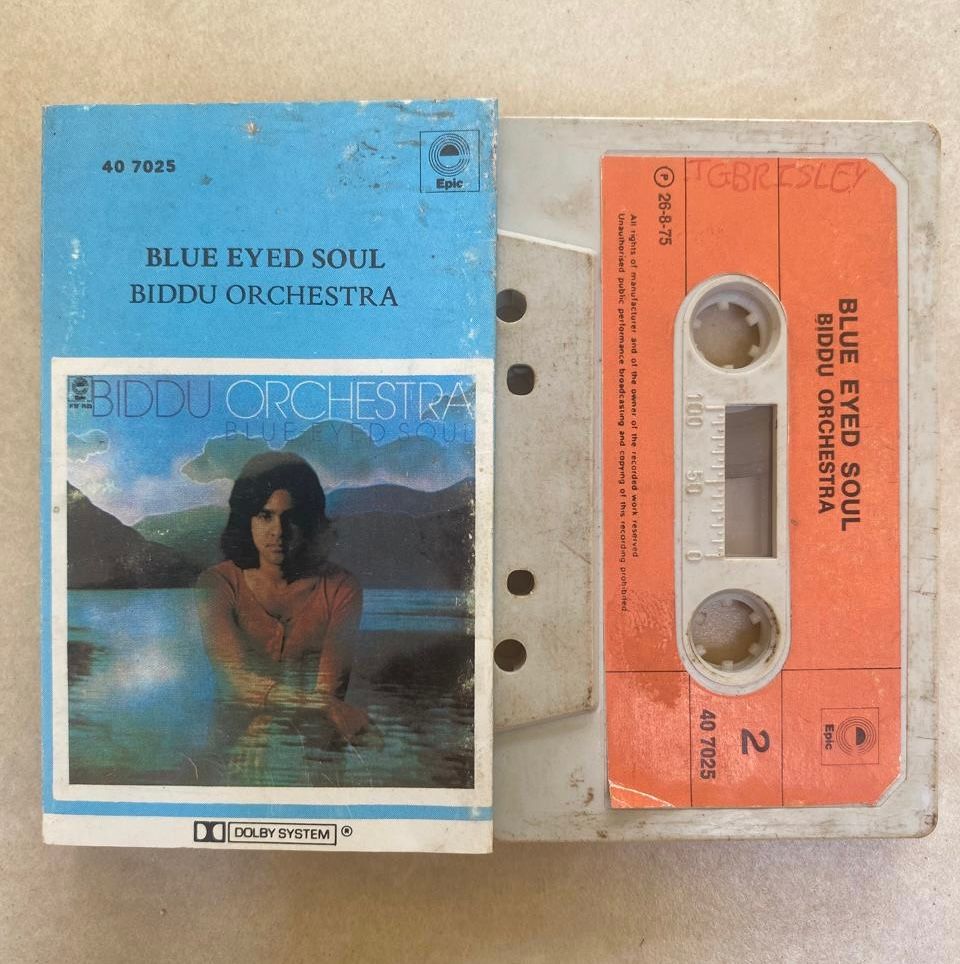 40 7025
Epic
BLUE EYED SOUL
BIDDU ORCHESTRA
Epic
BIDDU ORCHESTRA
BLUE EYED SOUL
DOLBY SYSTEM ®
JGBRISLEY
BLUE EYED SOUL
BIDDU ORCHESTRA
100 50 0
Ⓟ 26-8-75
All rights of manufacturer and of the owner of the recorded work reserved
Unauthorised public performance broadcasting and copying of this recording prohibited
Epic
2
40 7025